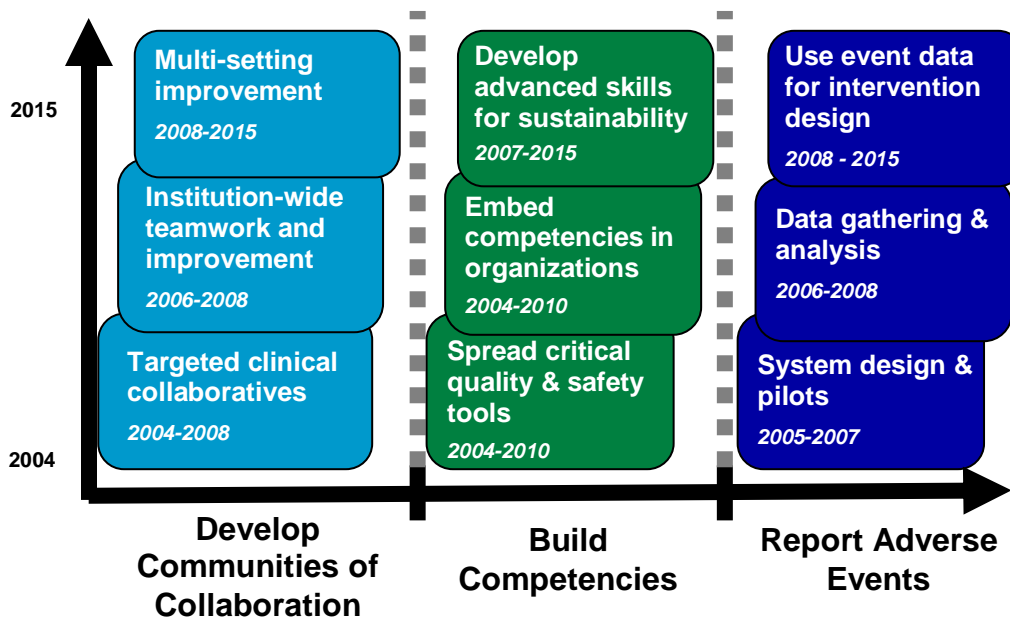 2015
2004
Multi-setting
improvement
2008-2015
Institution-wide
teamwork and
improvement
2006-2008
Targeted clinical
collaboratives
2004-2008
Develop
Communities of
Collaboration
Develop
advanced skills
for sustainability
2007-2015
Embed
competencies in
organizations
2004-2010
Spread critical
quality & safety
tools
2004-2010
Build
Competencies
Use event data
for intervention
design
2008 - 2015
Data gathering &
analysis
2006-2008
System design &
pilots
2005-2007
Report Adverse
Events